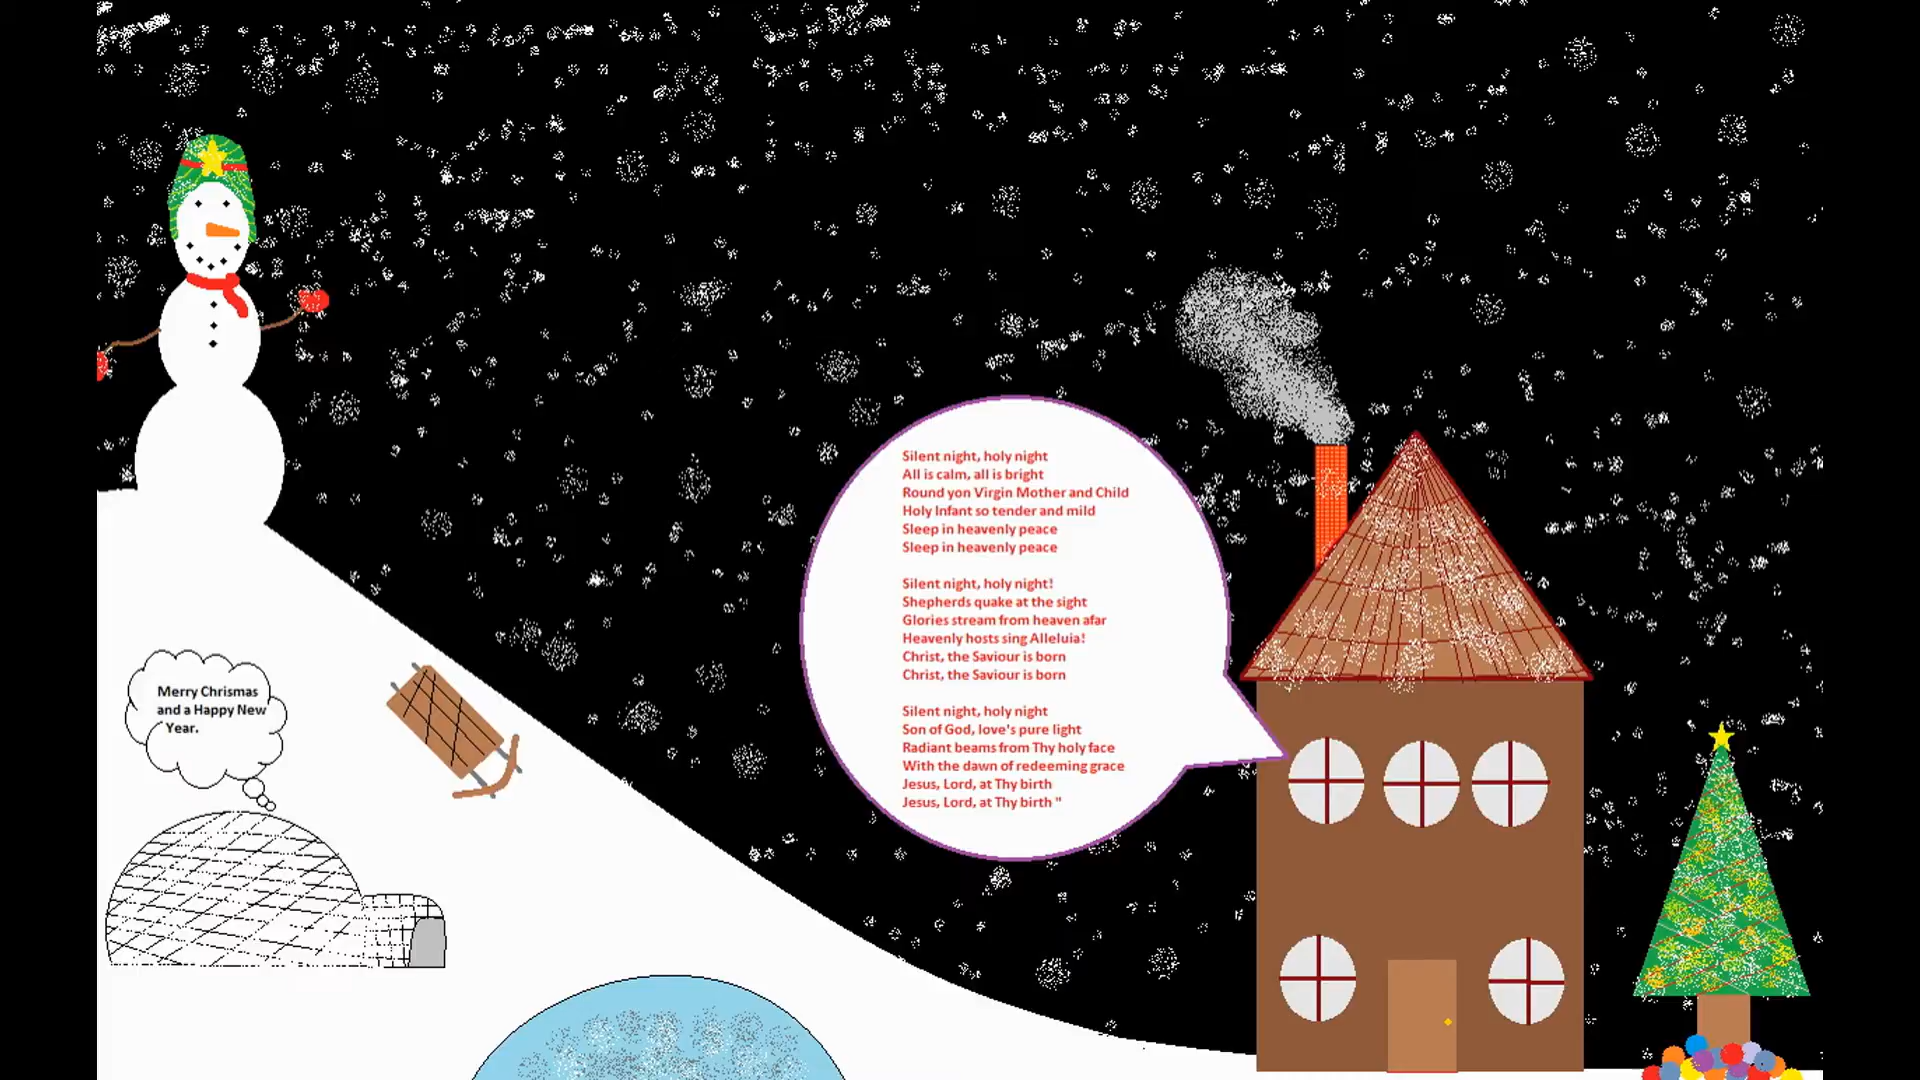 Silent night, holy night
All is calm, all is bright
Round yon Virgin Mother and Child
Holy Infant so tender and mild
Sleep in heavenly peace
Sleep in heavenly peace
Silent night, holy night!
Shepherds quake at the sight
Glories stream from heaven afar
Heavenly hosts sing Alleluia!
Christ, the Saviour is born
Christ, the Saviour is born
Silent night, holy night
Son of God, love's pure light
Radiant beams from Thy holy face
With the dawn of redeeming grace
Jesus, Lord, at Thy birth
Jesus, Lord, at Thy birth "
Merry Chrismas
and a Happy New
Year.